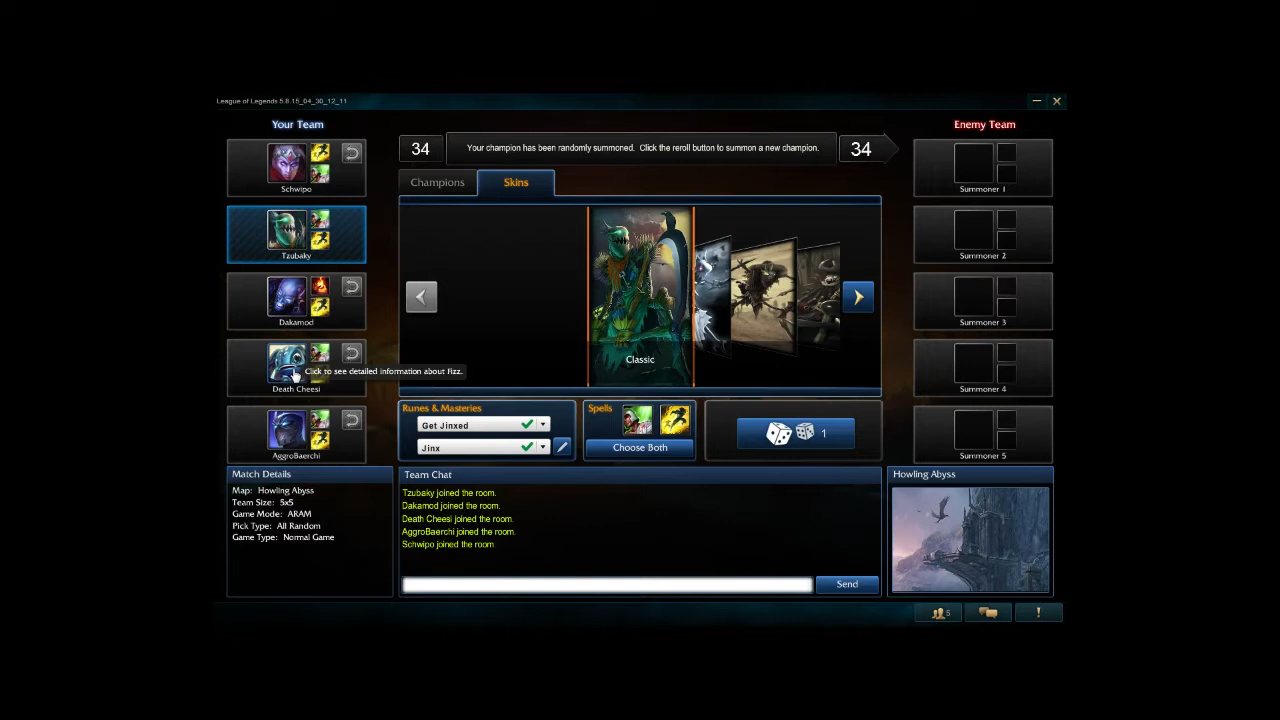 League of Legends 5.8.15_04_30_12_11
Your Team
Enemy Team
34
Your champion has been randomly summoned. Click the reroll button to summon a new champion.
34
Champions
Skins
Schwipo
Tzubaky
Dakamod
Death Cheesi
AggroBaerchi
Click to see detailed information about Fizz.
Classic
Summoner 1
Summoner 2
Summoner 3
Summoner 4
Summoner 5
Runes & Masteries
Get Jinxed
Jinx
Spells
Choose Both
1
Match Details
Map: Howling Abyss
Team Size: 5x5
Game Mode: ARAM
Pick Type: All Random
Game Type: Normal Game
Team Chat
Tzubaky joined the room.
Dakamod joined the room.
Death Cheesi joined the room.
AggroBaerchi joined the room.
Schwipo joined the room.
Send
Howling Abyss
5
!